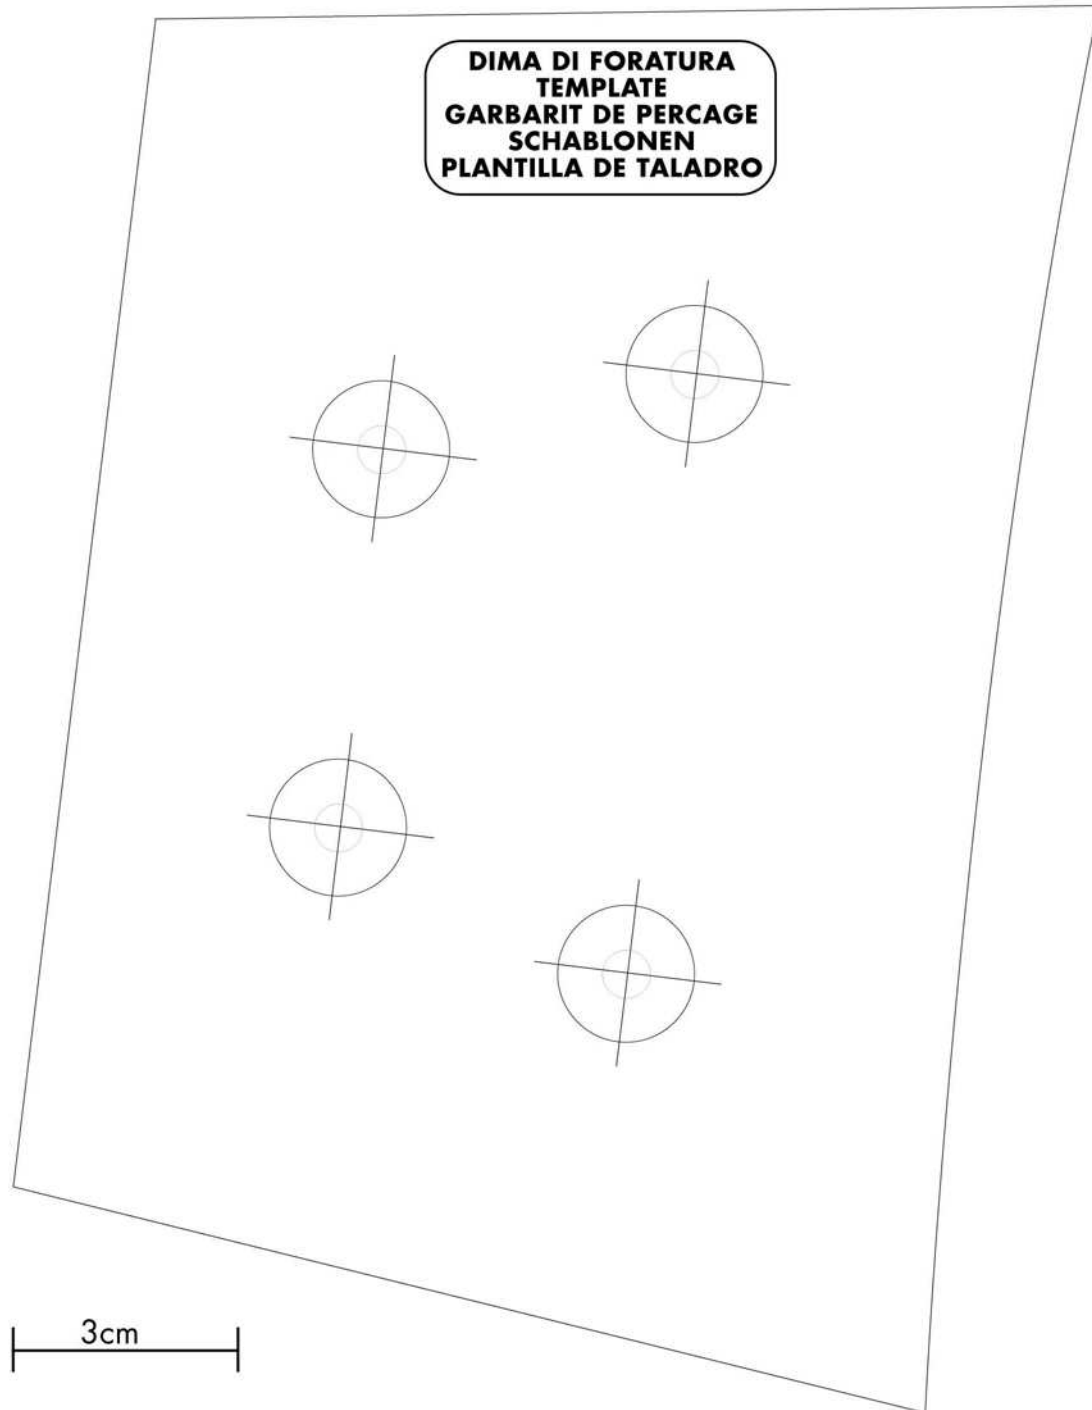 DIMA DI FORATURA
TEMPLATE
GARBARIT DE PERCAGE
SCHABLONEN
PLANTILLA DE TALADRO
3cm